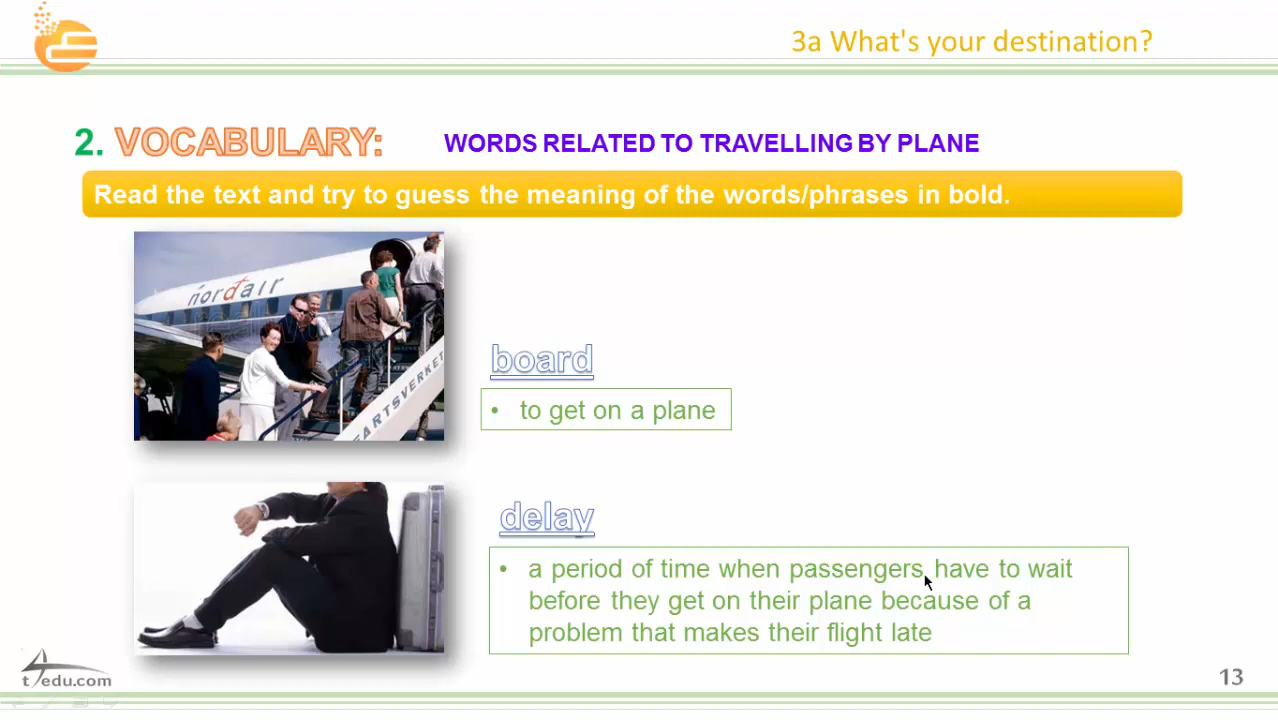 3a What's your destination?
2. VOCABULARY: WORDS RELATED TO TRAVELLING BY PLANE
Read the text and try to guess the meaning of the words/phrases in bold.
nordair
board
• to get on a plane
delay
• a period of time when passengers have to wait
before they get on their plane because of a
problem that makes their flight late
t4edu.com
13